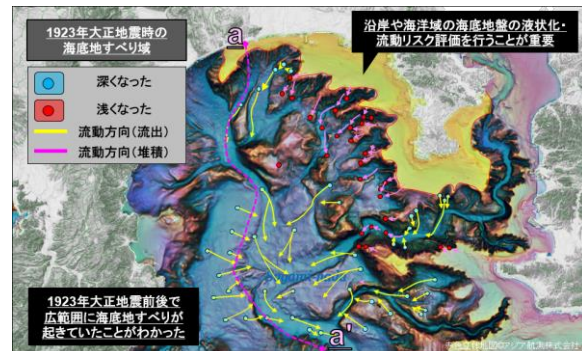 1923年大正地震時の
海底地すべり域
深くなった
浅くなった
流動方向(流出)
流動方向(堆積)
a
沿岸や海洋域の海底地盤の液状化・
流動リスク評価を行うことが重要
1923年大正地震前後で
広範囲に海底地すべりが
起きていたことがわかった
a'